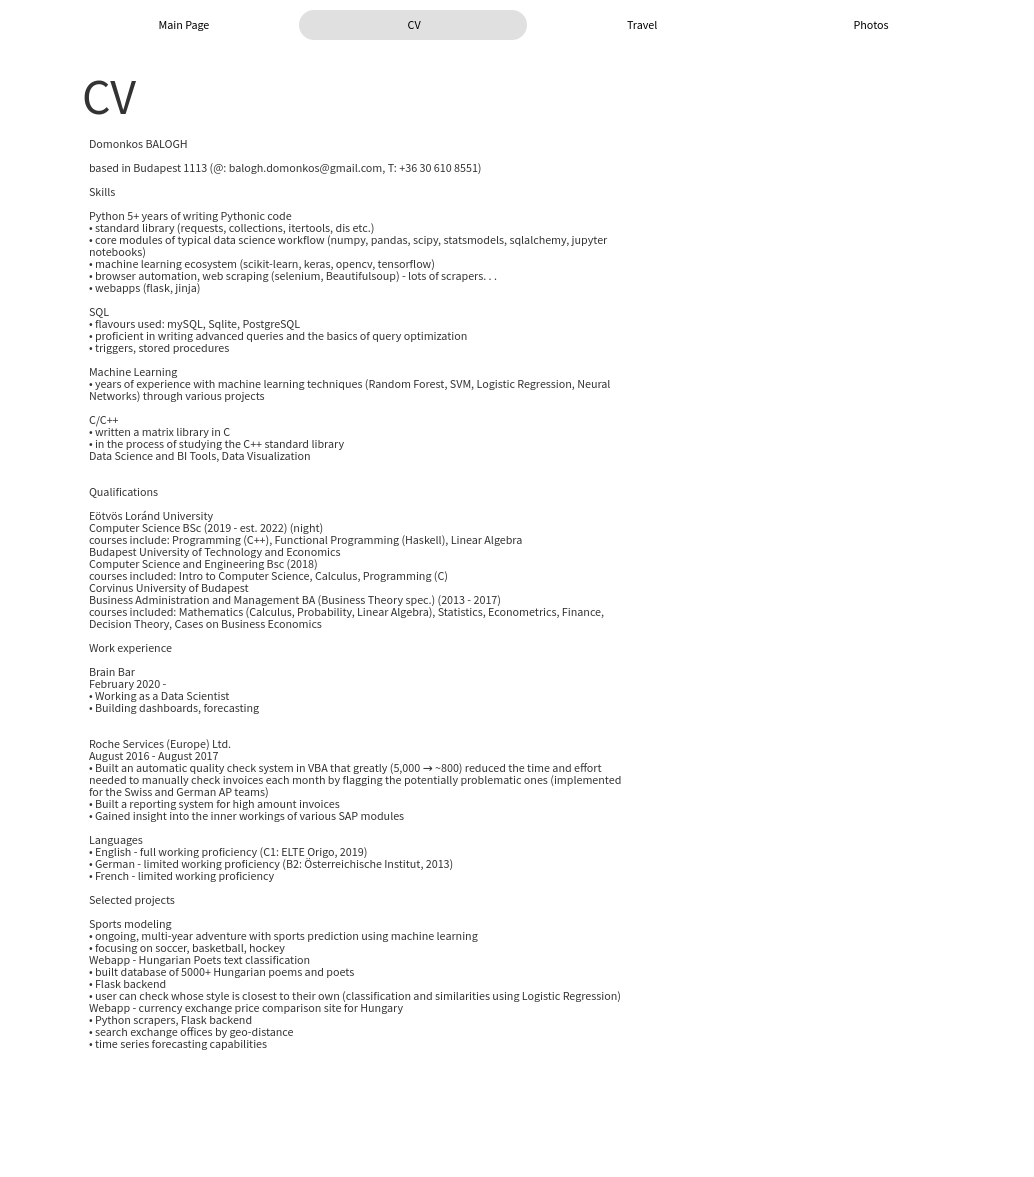 Main Page
CV
Travel
Photos
CV
Domonkos BALOGH
based in Budapest 1113 (@: balogh.domonkos@gmail.com, T: +36 30 610 8551)
Skills
Python 5+ years of writing Pythonic code
• standard library (requests, collections, itertools, dis etc.)
• core modules of typical data science workflow (numpy, pandas, scipy, statsmodels, sqlalchemy, jupyter
notebooks)
• machine learning ecosystem (scikit-learn, keras, opencv, tensorflow)
• browser automation, web scraping (selenium, Beautifulsoup) - lots of scrapers. . .
• webapps (flask, jinja)
SQL
• flavours used: mySQL, Sqlite, PostgreSQL
• proficient in writing advanced queries and the basics of query optimization
• triggers, stored procedures
Machine Learning
• years of experience with machine learning techniques (Random Forest, SVM, Logistic Regression, Neural
Networks) through various projects
C/C++
• written a matrix library in C
• in the process of studying the C++ standard library
Data Science and BI Tools, Data Visualization
Qualifications
Eötvös Loránd University
Computer Science BSc (2019 - est. 2022) (night)
courses include: Programming (C++), Functional Programming (Haskell), Linear Algebra
Budapest University of Technology and Economics
Computer Science and Engineering Bsc (2018)
courses included: Intro to Computer Science, Calculus, Programming (C)
Corvinus University of Budapest
Business Administration and Management BA (Business Theory spec.) (2013 - 2017)
courses included: Mathematics (Calculus, Probability, Linear Algebra), Statistics, Econometrics, Finance,
Decision Theory, Cases on Business Economics
Work experience
Brain Bar
February 2020 -
• Working as a Data Scientist
• Building dashboards, forecasting
Roche Services (Europe) Ltd.
August 2016 - August 2017
• Built an automatic quality check system in VBA that greatly (5,000 → ~800) reduced the time and effort
needed to manually check invoices each month by flagging the potentially problematic ones (implemented
for the Swiss and German AP teams)
• Built a reporting system for high amount invoices
• Gained insight into the inner workings of various SAP modules
Languages
• English - full working proficiency (C1: ELTE Origo, 2019)
• German - limited working proficiency (B2: Österreichische Institut, 2013)
• French - limited working proficiency
Selected projects
Sports modeling
• ongoing, multi-year adventure with sports prediction using machine learning
• focusing on soccer, basketball, hockey
Webapp - Hungarian Poets text classification
• built database of 5000+ Hungarian poems and poets
• Flask backend
• user can check whose style is closest to their own (classification and similarities using Logistic Regression)
Webapp - currency exchange price comparison site for Hungary
• Python scrapers, Flask backend
• search exchange offices by geo-distance
• time series forecasting capabilities